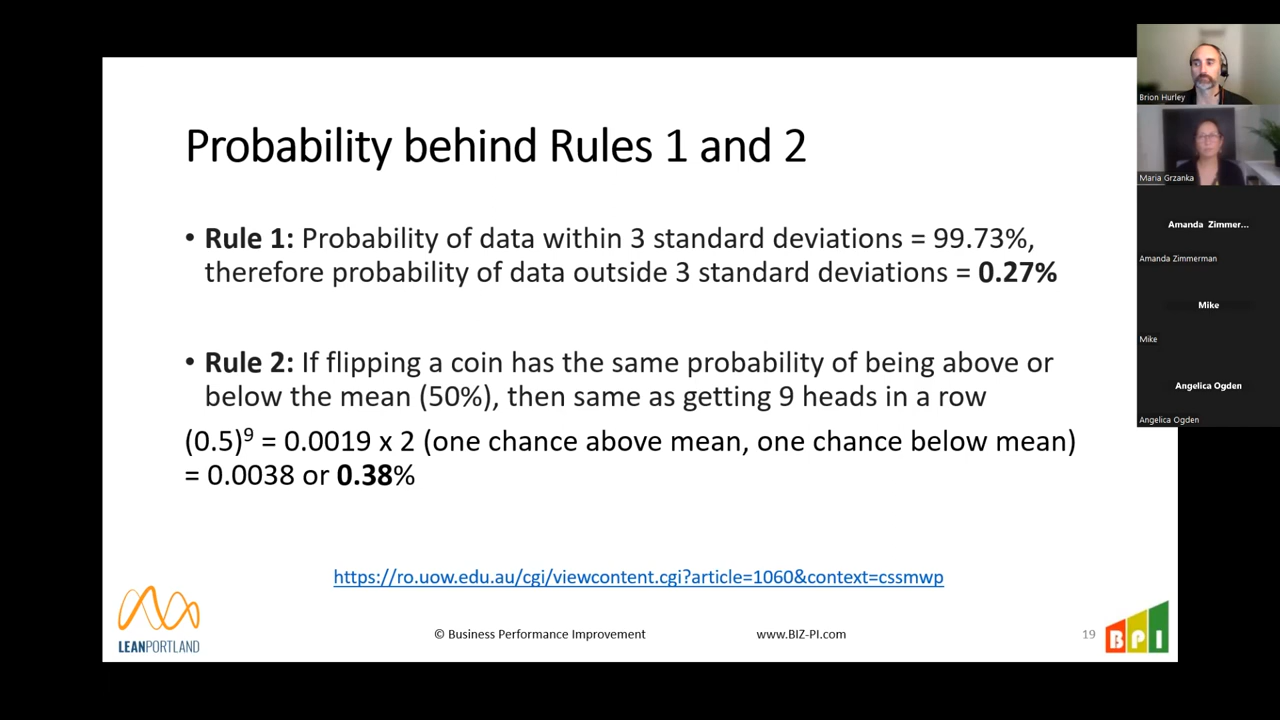 Probability behind Rules 1 and 2
• Rule 1: Probability of data within 3 standard deviations = 99.73%,
therefore probability of data outside 3 standard deviations = 0.27%
• Rule 2: If flipping a coin has the same probability of being above or
below the mean (50%), then same as getting 9 heads in a row
(0.5)⁹ = 0.0019 x 2 (one chance above mean, one chance below mean)
= 0.0038 or 0.38%
https://ro.uow.edu.au/cgi/viewcontent.cgi?article=1060&context=cssmwp
LEANPORTLAND
© Business Performance Improvement
www.BIZ-PI.com
19
BPI
Brion Hurley
Maria Grzanka
Amanda Zimmer...
Amanda Zimmerman
Mike
Mike
Angelica Ogden
Angelica Ogden